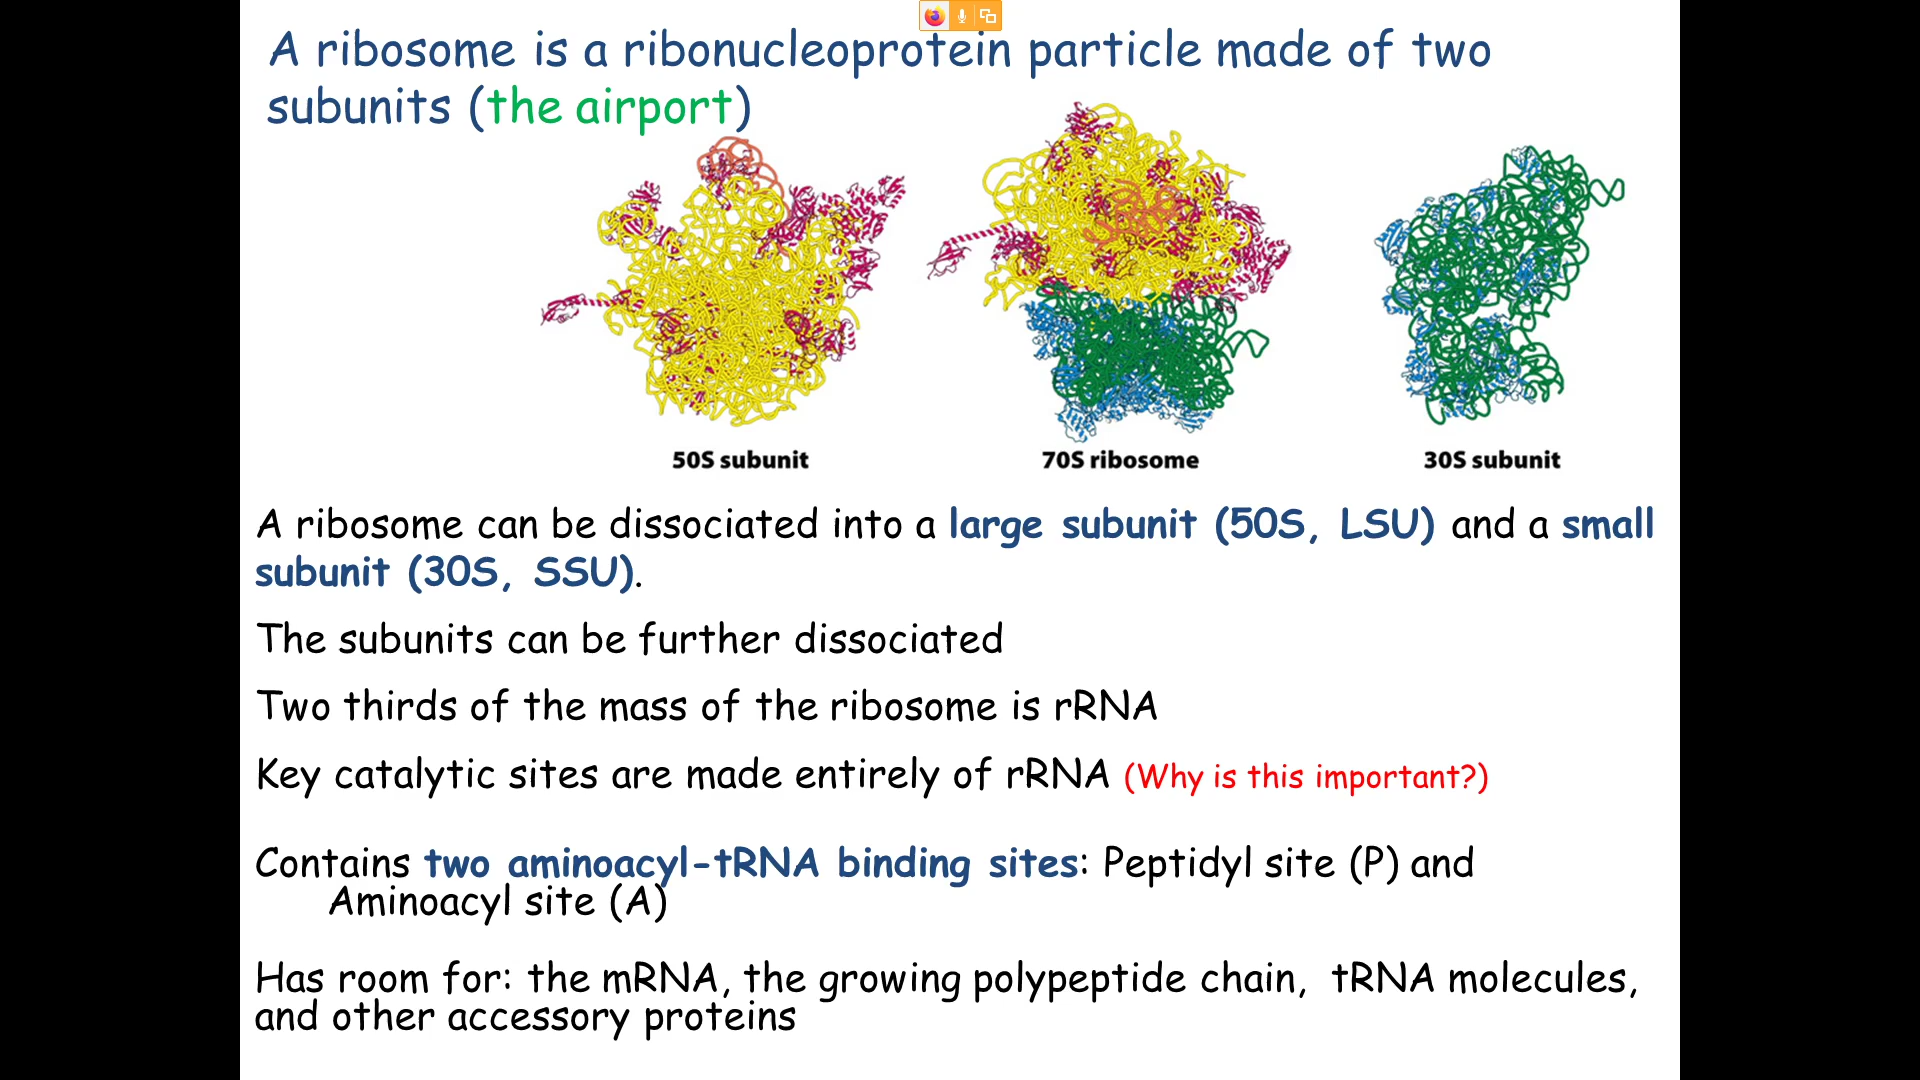 A ribosome is a ribonucleoprotein particle made of two
subunits (the airport)
50S subunit
70S ribosome
30S subunit
A ribosome can be dissociated into a large subunit (50S, LSU) and a small
subunit (30S, SSU).
The subunits can be further dissociated
Two thirds of the mass of the ribosome is rRNA
Key catalytic sites are made entirely of rRNA (Why is this important?)
Contains two aminoacyl-tRNA binding sites: Peptidyl site (P) and
Aminoacyl site (A)
Has room for: the mRNA, the growing polypeptide chain, tRNA molecules,
and other accessory proteins